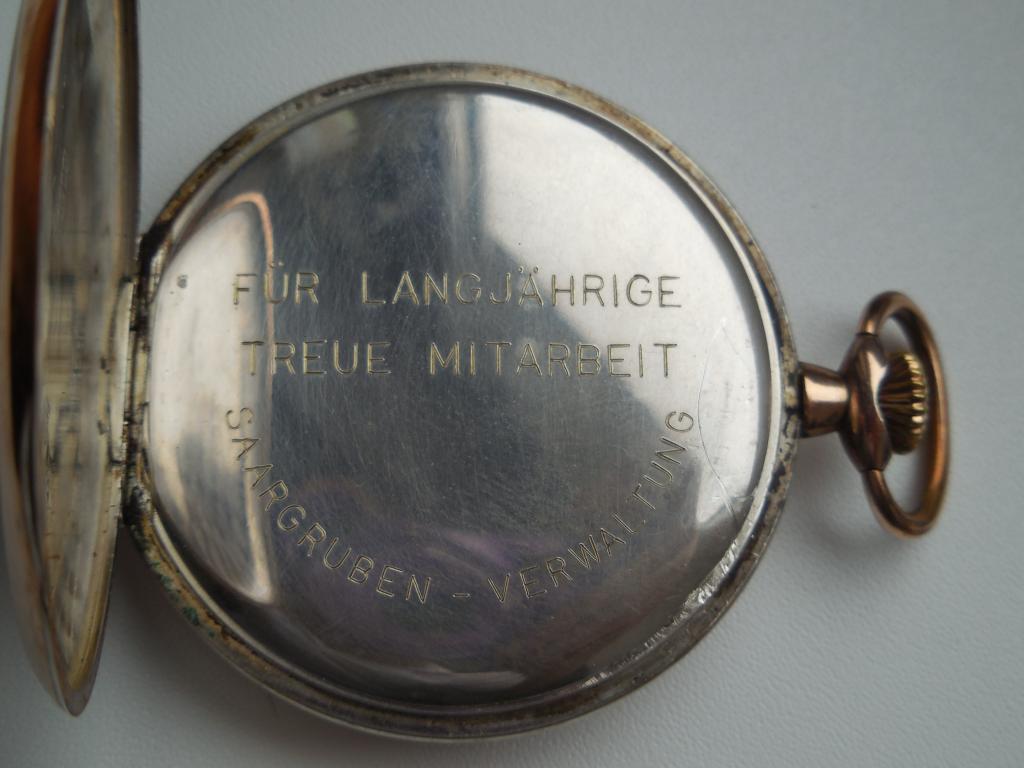 FÜR LANGJÄHRIGE
TREUE MITARBEIT
SAARGRUBEN - VERWALTUNG